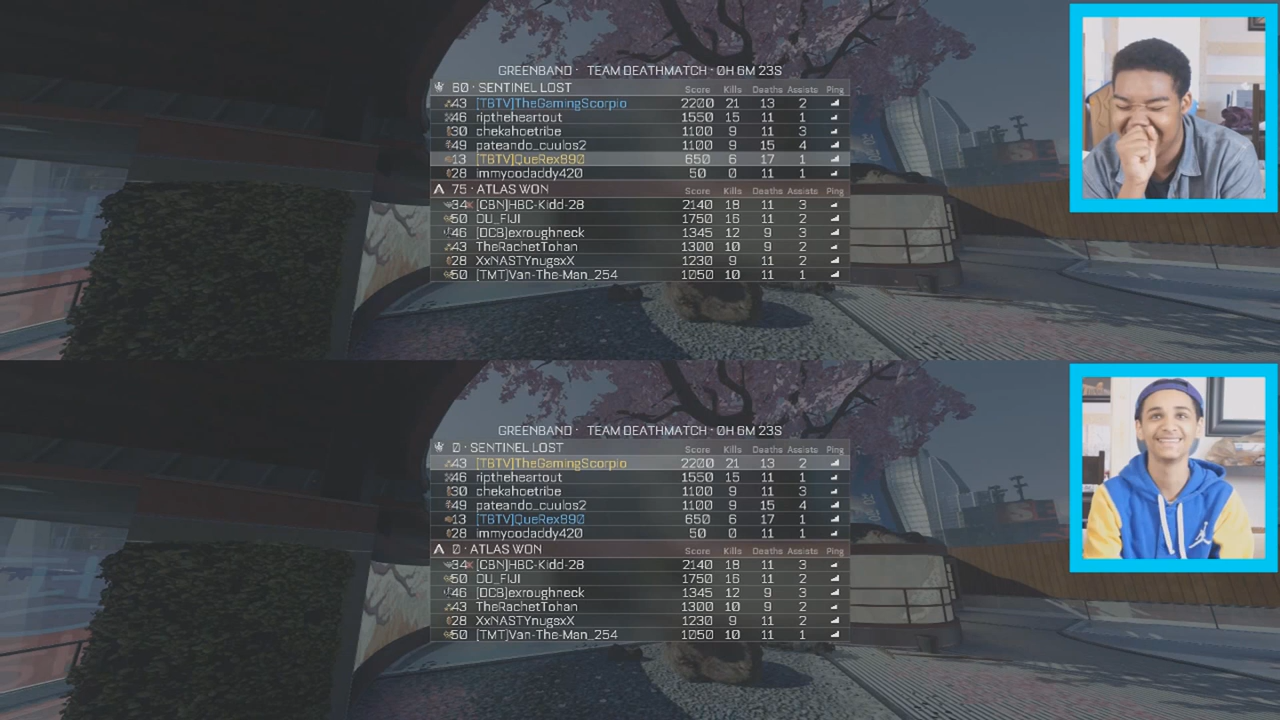 GREENBAND · TEAM DEATHMATCH · 0H 6M 23S
60 · SENTINEL LOST Score Kills Deaths Assists Ping
43 [TBTV]TheGamingScorpio 2200 21 13 2
46 riptheheartout 1550 15 11 1
30 chekahoetribe 1100 9 11 3
49 pateando_cuulos2 1100 9 15 4
13 [TBTV]QueRex890 650 6 17 1
28 immyoodaddy420 50 0 11 1
75 · ATLAS WON Score Kills Deaths Assists Ping
34 [CBN]HBC-Kidd-28 2140 18 11 3
50 DU_FIJI 1750 16 11 2
46 [DCB]exroughneck 1345 12 9 3
43 TheRachetTohan 1300 10 9 2
28 XxNASTYnugsxX 1230 9 11 2
50 [TMT]Van-The-Man_254 1050 10 11 1
GREENBAND · TEAM DEATHMATCH · 0H 6M 23S
0 · SENTINEL LOST Score Kills Deaths Assists Ping
43 [TBTV]TheGamingScorpio 2200 21 13 2
46 riptheheartout 1550 15 11 1
30 chekahoetribe 1100 9 11 3
49 pateando_cuulos2 1100 9 15 4
13 [TBTV]QueRex890 650 6 17 1
28 immyoodaddy420 50 0 11 1
0 · ATLAS WON Score Kills Deaths Assists Ping
34 [CBN]HBC-Kidd-28 2140 18 11 3
50 DU_FIJI 1750 16 11 2
46 [DCB]exroughneck 1345 12 9 3
43 TheRachetTohan 1300 10 9 2
28 XxNASTYnugsxX 1230 9 11 2
50 [TMT]Van-The-Man_254 1050 10 11 1